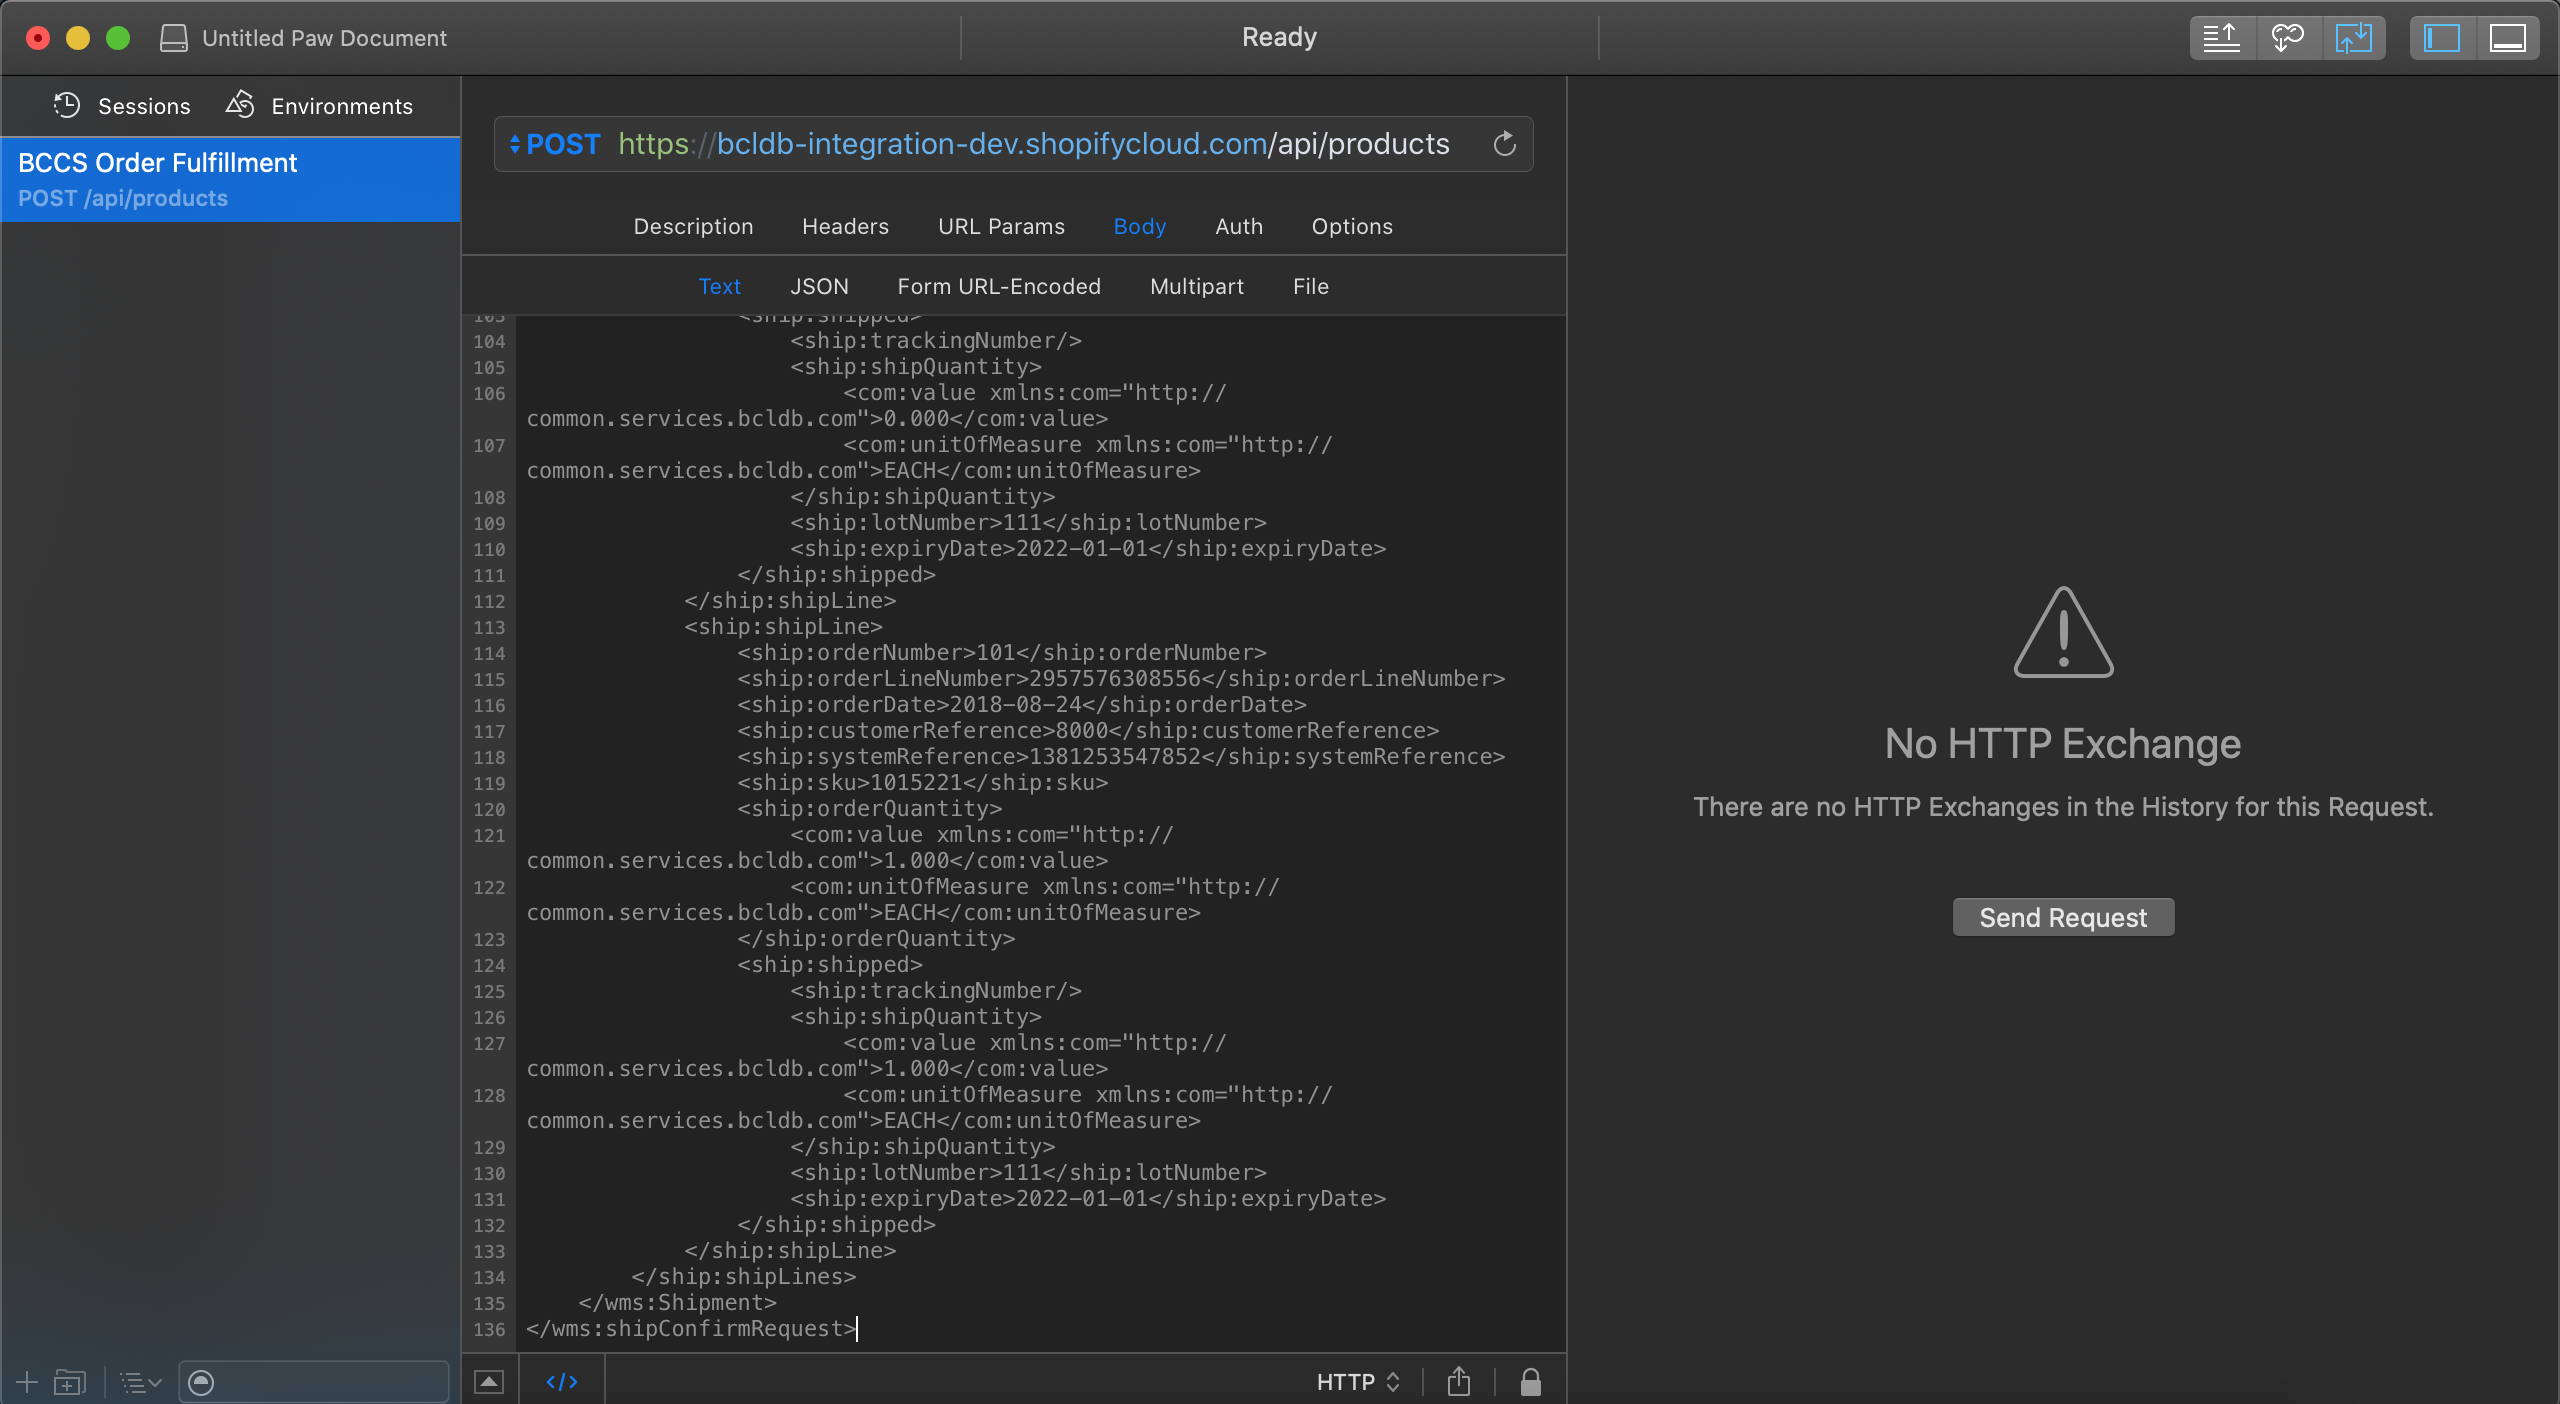 Untitled Paw Document
Ready
Sessions
Environments
BCCS Order Fulfillment
POST /api/products
POST https://bcldb-integration-dev.shopifycloud.com/api/products
Description Headers URL Params Body Auth Options
Text JSON Form URL-Encoded Multipart File
103 <ship:shipped>
104 <ship:trackingNumber/>
105 <ship:shipQuantity>
106 <com:value xmlns:com="http://
common.services.bcldb.com">0.000</com:value>
107 <com:unitOfMeasure xmlns:com="http://
common.services.bcldb.com">EACH</com:unitOfMeasure>
108 </ship:shipQuantity>
109 <ship:lotNumber>111</ship:lotNumber>
110 <ship:expiryDate>2022-01-01</ship:expiryDate>
111 </ship:shipped>
112 </ship:shipLine>
113 <ship:shipLine>
114 <ship:orderNumber>101</ship:orderNumber>
115 <ship:orderLineNumber>2957576308556</ship:orderLineNumber>
116 <ship:orderDate>2018-08-24</ship:orderDate>
117 <ship:customerReference>8000</ship:customerReference>
118 <ship:systemReference>1381253547852</ship:systemReference>
119 <ship:sku>1015221</ship:sku>
120 <ship:orderQuantity>
121 <com:value xmlns:com="http://
common.services.bcldb.com">1.000</com:value>
122 <com:unitOfMeasure xmlns:com="http://
common.services.bcldb.com">EACH</com:unitOfMeasure>
123 </ship:orderQuantity>
124 <ship:shipped>
125 <ship:trackingNumber/>
126 <ship:shipQuantity>
127 <com:value xmlns:com="http://
common.services.bcldb.com">1.000</com:value>
128 <com:unitOfMeasure xmlns:com="http://
common.services.bcldb.com">EACH</com:unitOfMeasure>
129 </ship:shipQuantity>
130 <ship:lotNumber>111</ship:lotNumber>
131 <ship:expiryDate>2022-01-01</ship:expiryDate>
132 </ship:shipped>
133 </ship:shipLine>
134 </ship:shipLines>
135 </wms:Shipment>
136 </wms:shipConfirmRequest>
HTTP
No HTTP Exchange
There are no HTTP Exchanges in the History for this Request.
Send Request